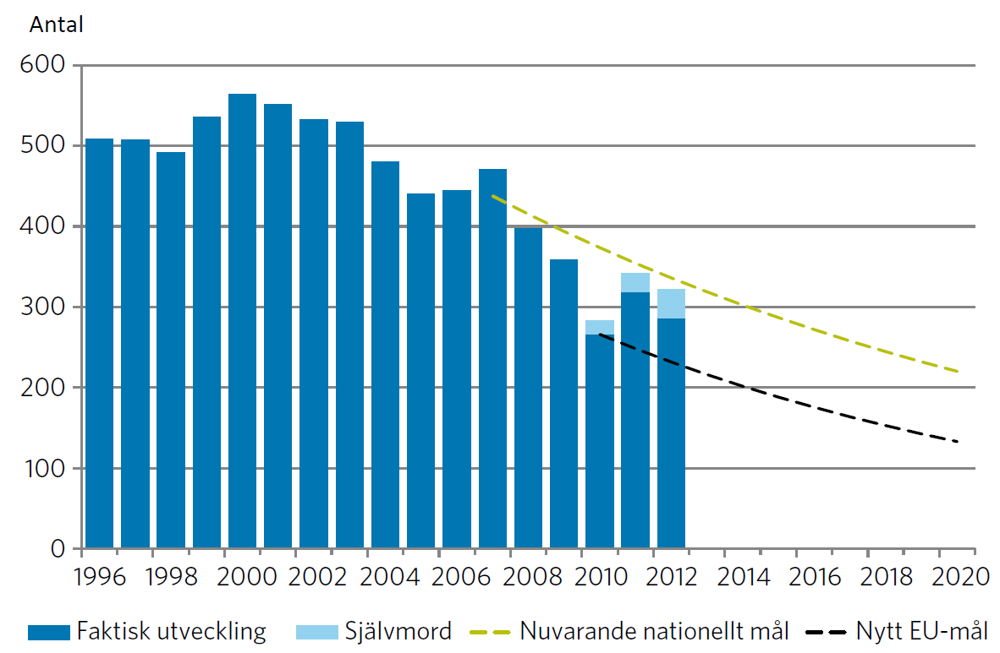 Antal
600
500
400
300
200
100
0
1996 1998 2000 2002 2004 2006 2008 2010 2012 2014 2016 2018 2020
Faktisk utveckling Självmord Nuvarande nationellt mål Nytt EU-mål